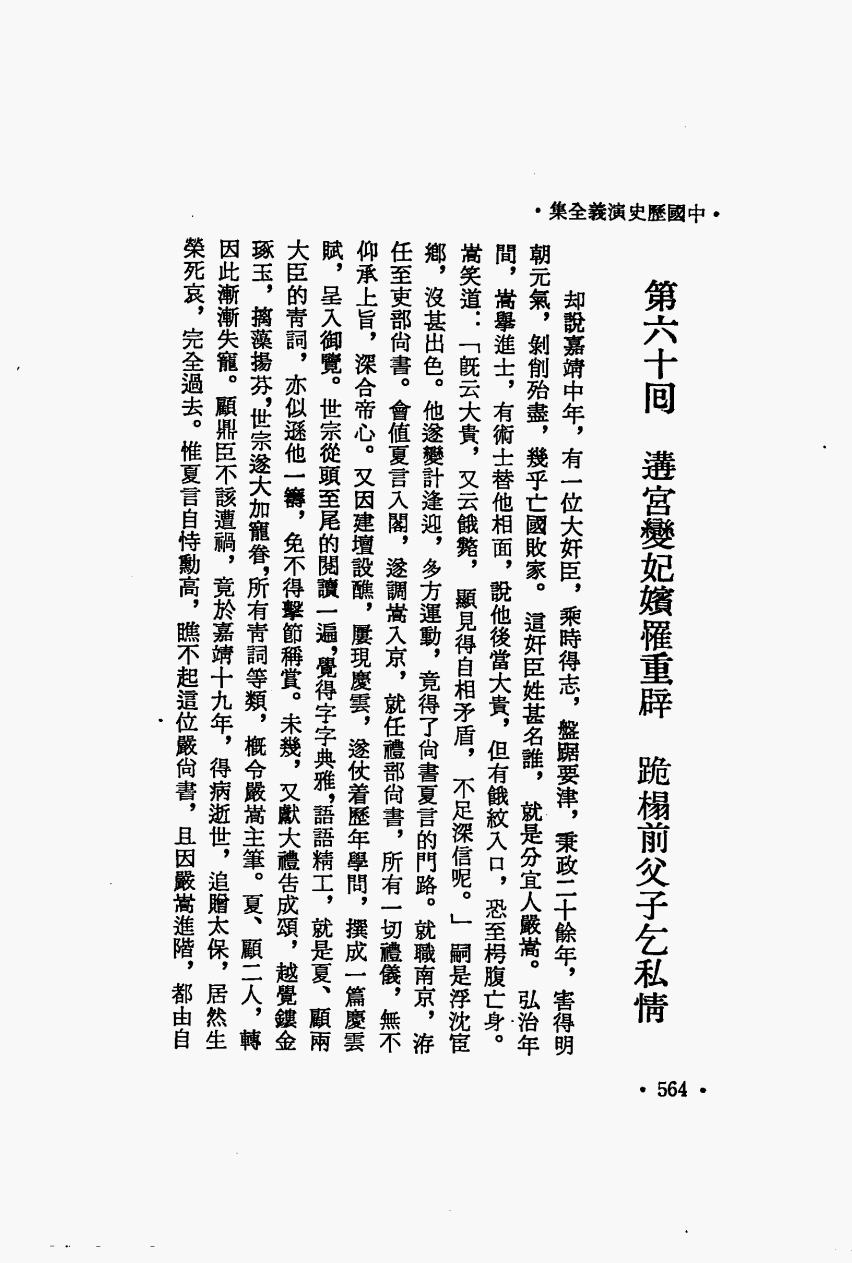 •中國歷史演義全集•
第六十回　遘宮變妃嬪罹重辟　跪榻前父子乞私情
却說嘉靖中年，有一位大奸臣，乘時得志，盤踞要津，秉政二十餘年，害得明
朝元氣，剝削殆盡，幾乎亡國敗家。這奸臣姓甚名誰，就是分宜人嚴嵩。弘治年
間，嵩舉進士，有術士替他相面，說他後當大貴，但有餓紋入口，恐至枵腹亡身。
嵩笑道：「旣云大貴，又云餓斃，顯見得自相矛盾，不足深信呢。」嗣是浮沈宦
鄉，沒甚出色。他遂變計逢迎，多方運動，竟得了尙書夏言的門路。就職南京，洊
任至吏部尙書。會值夏言入閣，遂調嵩入京，就任禮部尙書，所有一切禮儀，無不
仰承上旨，深合帝心。又因建壇設醮，屢現慶雲，遂仗着歷年學問，撰成一篇慶雲
賦，呈入御覽。世宗從頭至尾的閱讀一遍，覺得字字典雅，語語精工，就是夏、顧兩
大臣的靑詞，亦似遜他一籌，免不得擊節稱賞。未幾，又獻大禮告成頌，越覺鏤金
琢玉，摛藻揚芬，世宗遂大加寵眷，所有靑詞等類，槪令嚴嵩主筆。夏、顧二人，轉
因此漸漸失寵。顧鼎臣不該遭禍，竟於嘉靖十九年，得病逝世，追贈太保，居然生
榮死哀，完全過去。惟夏言自恃勳高，瞧不起這位嚴尙書，且因嚴嵩進階，都由自
•564•